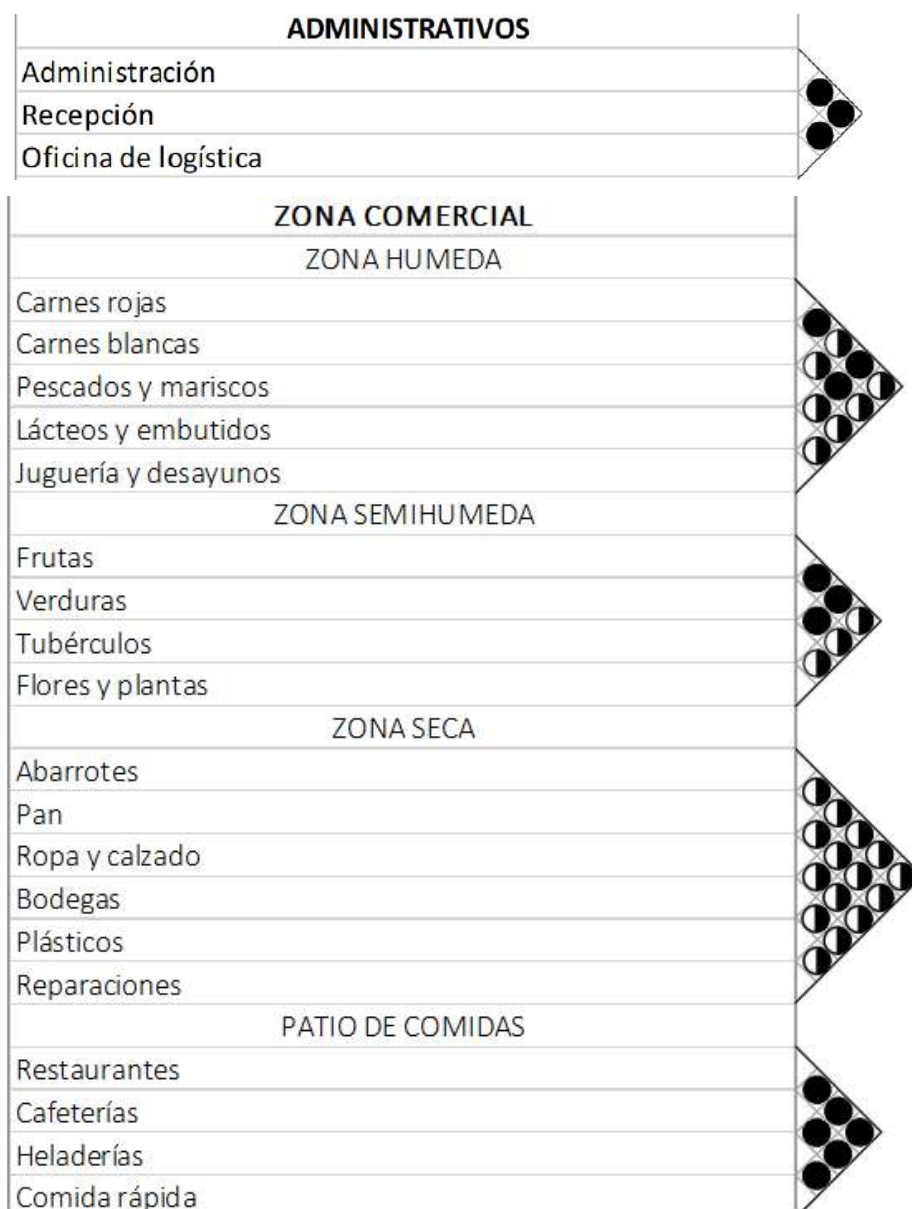 ADMINISTRATIVOS
Administración
Recepción
Oficina de logística
ZONA COMERCIAL
ZONA HUMEDA
Carnes rojas
Carnes blancas
Pescados y mariscos
Lácteos y embutidos
Juguería y desayunos
ZONA SEMIHUMEDA
Frutas
Verduras
Tubérculos
Flores y plantas
ZONA SECA
Abarrotes
Pan
Ropa y calzado
Bodegas
Plásticos
Reparaciones
PATIO DE COMIDAS
Restaurantes
Cafeterías
Heladerías
Comida rápida